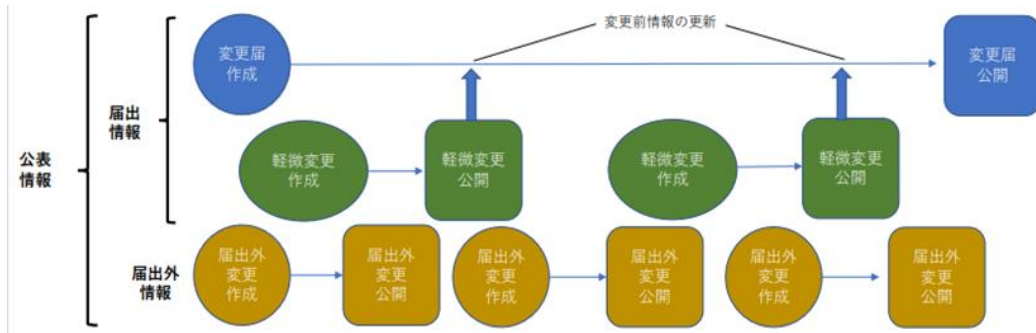 変更前情報の更新
変更届
作成
変更届
公開
届出
情報
軽微変更
作成
軽微変更
公開
軽微変更
作成
軽微変更
公開
公表
情報
届出外
情報
届出外
変更
作成
届出外
変更
公開
届出外
変更
作成
届出外
変更
公開
届出外
変更
作成
届出外
変更
公開